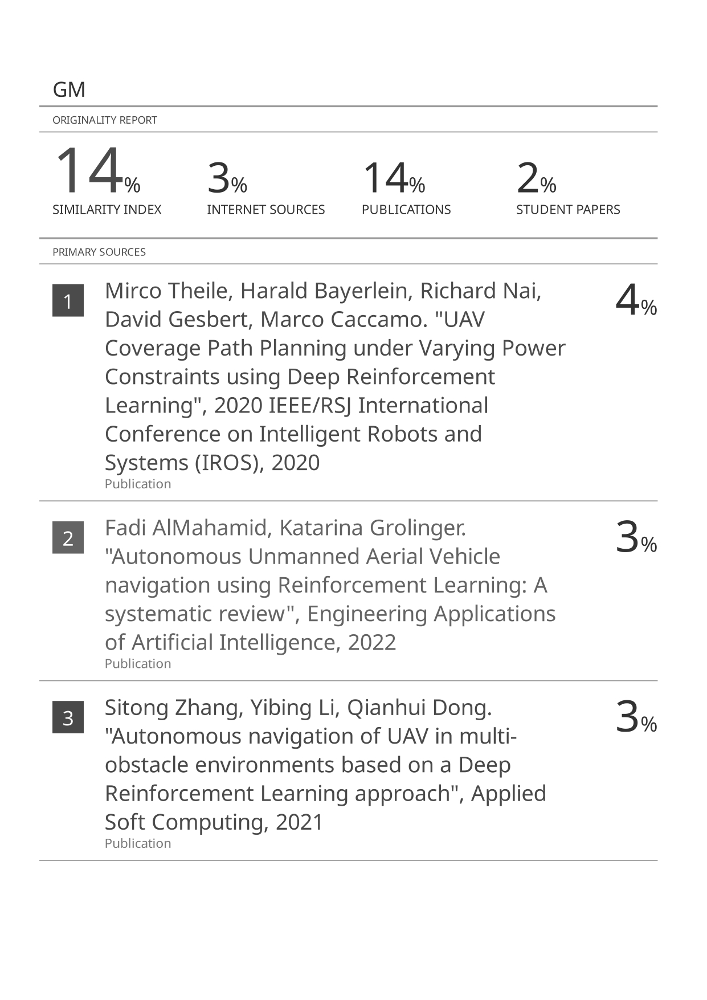 GM
ORIGINALITY REPORT
14% 3% 14% 2%
SIMILARITY INDEX INTERNET SOURCES PUBLICATIONS STUDENT PAPERS
PRIMARY SOURCES
1 Mirco Theile, Harald Bayerlein, Richard Nai, 4%
David Gesbert, Marco Caccamo. "UAV
Coverage Path Planning under Varying Power
Constraints using Deep Reinforcement
Learning", 2020 IEEE/RSJ International
Conference on Intelligent Robots and
Systems (IROS), 2020
Publication
2 Fadi AlMahamid, Katarina Grolinger. 3%
"Autonomous Unmanned Aerial Vehicle
navigation using Reinforcement Learning: A
systematic review", Engineering Applications
of Artificial Intelligence, 2022
Publication
3 Sitong Zhang, Yibing Li, Qianhui Dong. 3%
"Autonomous navigation of UAV in multi-
obstacle environments based on a Deep
Reinforcement Learning approach", Applied
Soft Computing, 2021
Publication